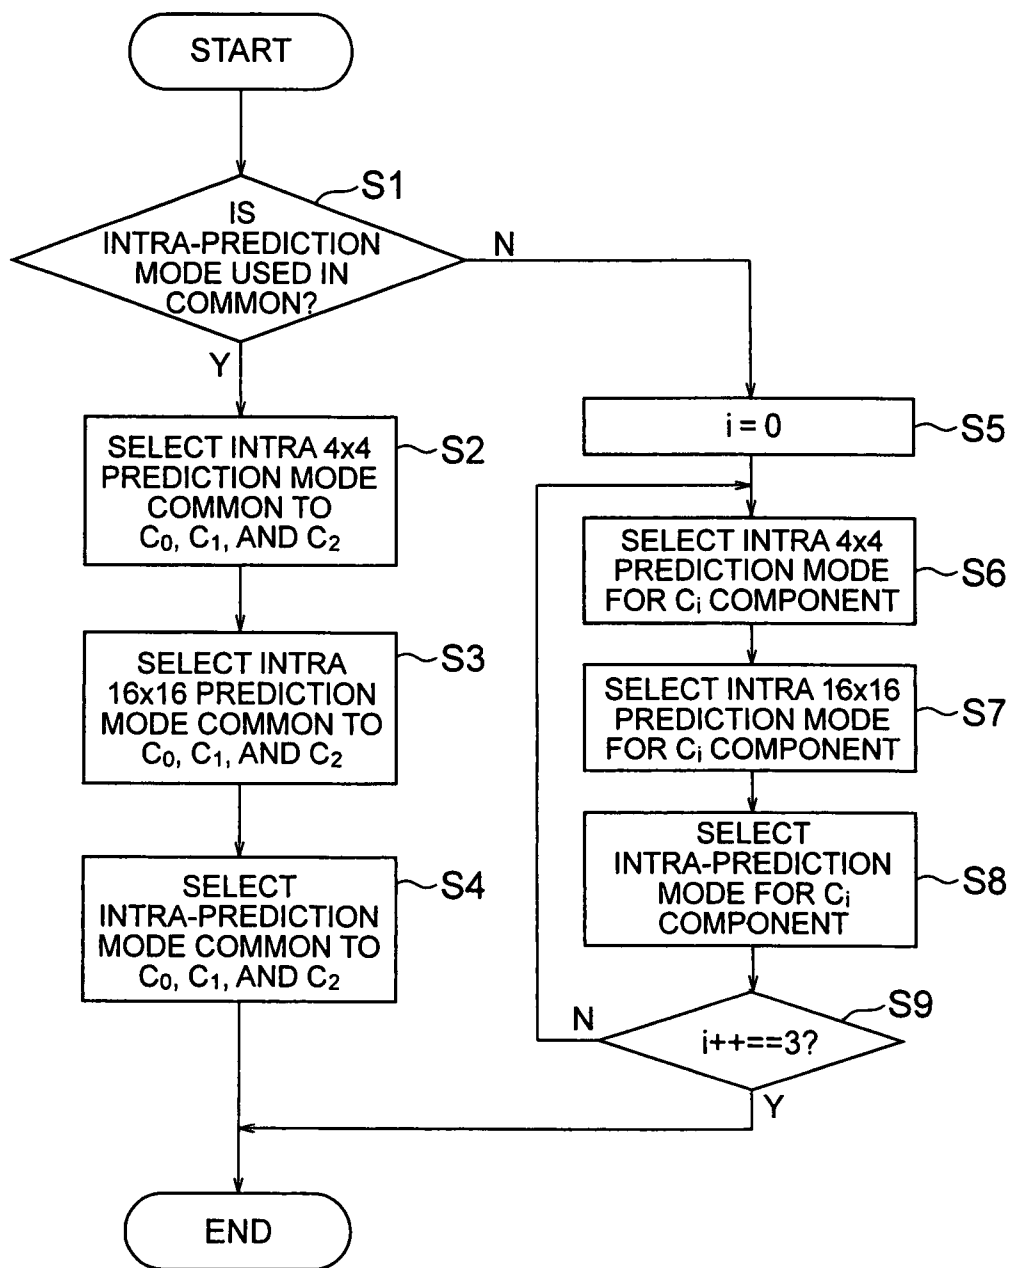 START
S1
IS
INTRA-PREDICTION
MODE USED IN
COMMON?
N
Y
SELECT INTRA 4x4
PREDICTION MODE
COMMON TO
C₀, C₁, AND C₂
S2
SELECT INTRA
16x16 PREDICTION
MODE COMMON TO
C₀, C₁, AND C₂
S3
SELECT
INTRA-PREDICTION
MODE COMMON TO
C₀, C₁, AND C₂
S4
i = 0
S5
SELECT INTRA 4x4
PREDICTION MODE
FOR Cᵢ COMPONENT
S6
SELECT INTRA 16x16
PREDICTION MODE
FOR Cᵢ COMPONENT
S7
SELECT
INTRA-PREDICTION
MODE FOR Cᵢ
COMPONENT
S8
S9
N
i++==3?
Y
END